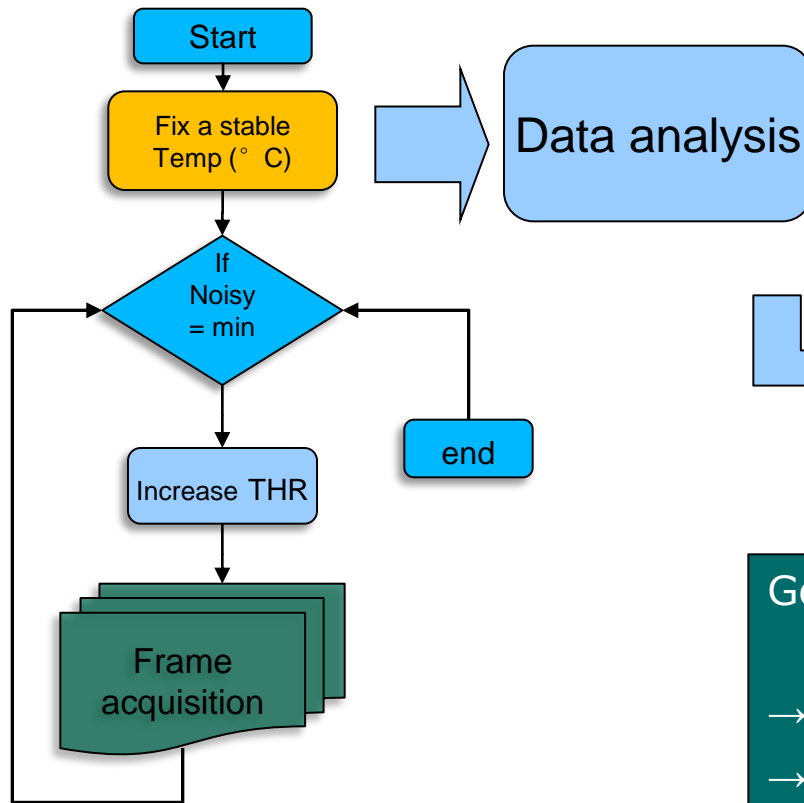 Start
Fix a stable
Temp (° C)
Data analysis
If
Noisy
= min
end
Increase THR
Frame
acquisition
→
→